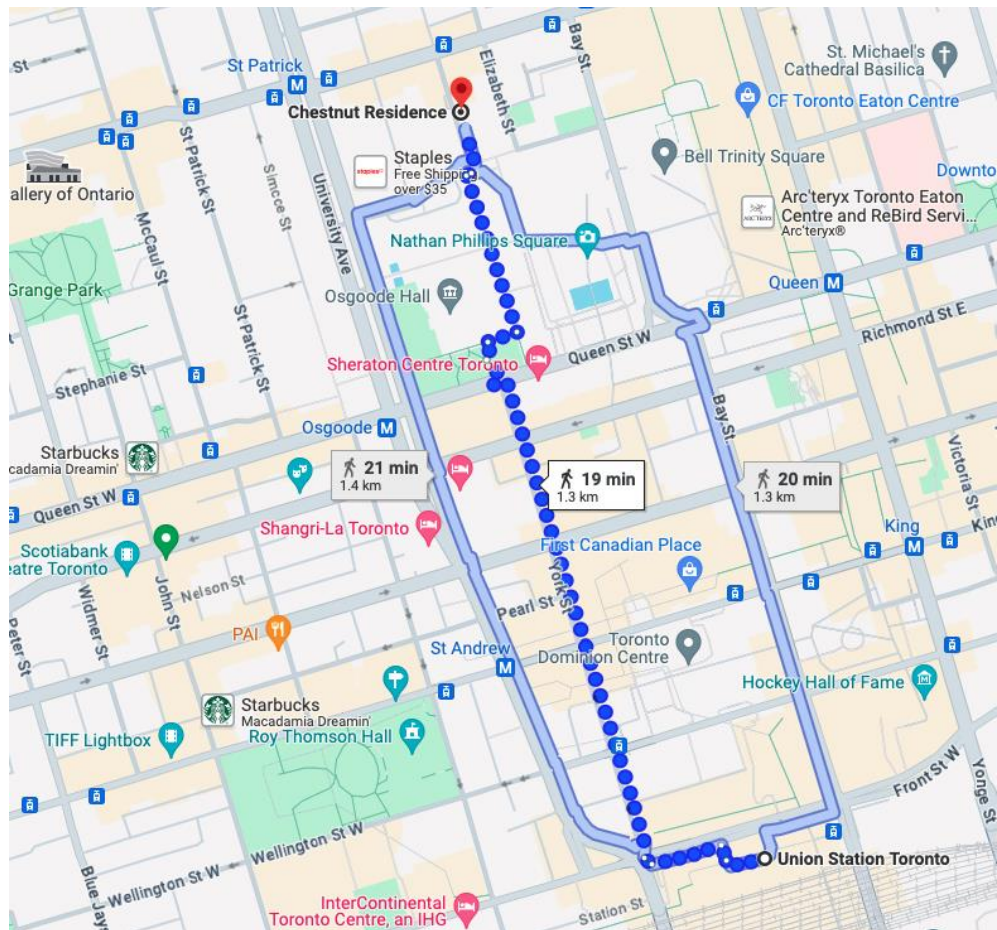 St Patrick
St
Elizabeth St
Bay St.
St. Michael's
Cathedral Basilica
CF Toronto Eaton Centre
Chestnut Residence
Bell Trinity Square
Staples
Free Shipping
over $35
Downto
allery of Ontario
St Patrick St
Simcoe St
University Ave
McCaul St
Arc'teryx Toronto Eaton
Centre and ReBird Servi...
Arc'teryx®
Nathan Phillips Square
Grange Park
Osgoode Hall
Queen
Richmond St E
St Patrick St
Stephanie St
Sheraton Centre Toronto
Queen St W
Osgoode
Bay St
Starbucks
acadamia Dreamin'
Victoria St
21 min
1.4 km
19 min
1.3 km
20 min
1.3 km
Queen St W
Shangri-La Toronto
King
Kin
Scotiabank
eatre Toronto
First Canadian Place
John St
Nelson St
York St
Widmer St
Pearl St
Peter St
PAI
St Andrew
Toronto
Dominion Centre
Hockey Hall of Fame
Starbucks
Macadamia Dreamin'
Roy Thomson Hall
TIFF Lightbox
Front St W
Yonge St
Wellington St W
Union Station Toronto
Wellington St W
Blue Jays
InterContinental
Toronto Centre, an IHG
Station St